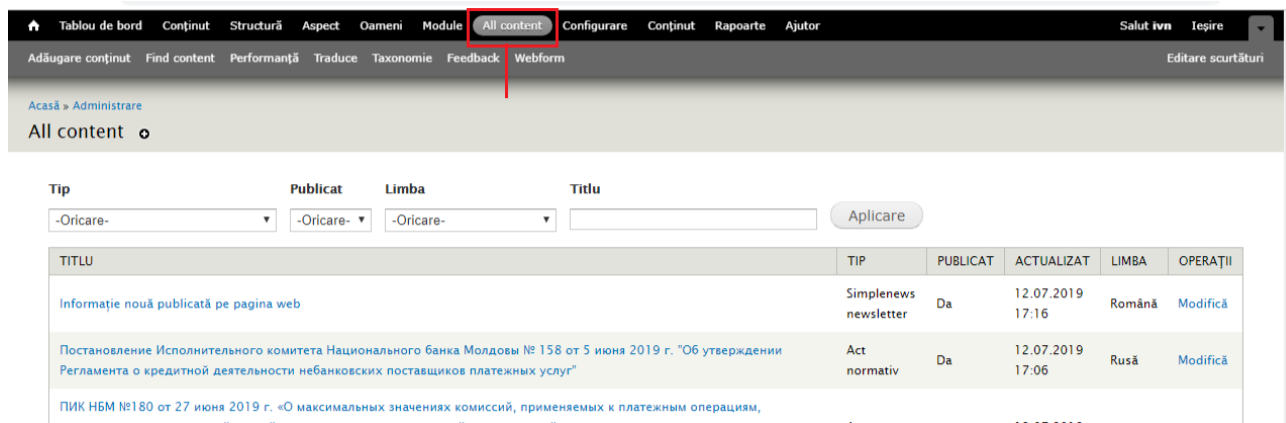 Tablou de bord Conținut Structură Aspect Oameni Module All content Configurare Conținut Rapoarte Ajutor Salut ivn Ieşire
Adăugare conținut Find content Performanță Traduce Taxonomie Feedback Webform Editare scurtături
Acasă » Administrare
All content
Tip Publicat Limba Titlu
-Oricare- -Oricare- -Oricare- Aplicare
TITLU TIP PUBLICAT ACTUALIZAT LIMBA OPERAŢII
Informație nouă publicată pe pagina web Simplenews newsletter Da 12.07.2019 17:16 Română Modifică
Постановление Исполнительного комитета Национального банка Молдовы № 158 от 5 июня 2019 г. "Об утверждении
Регламента о кредитной деятельности небанковских поставщиков платежных услуг" Act normativ Da 12.07.2019 17:06 Rusă Modifică
ПИК НБМ №180 от 27 июня 2019 г. «О максимальных значениях комиссий, применяемых к платежным операциям,